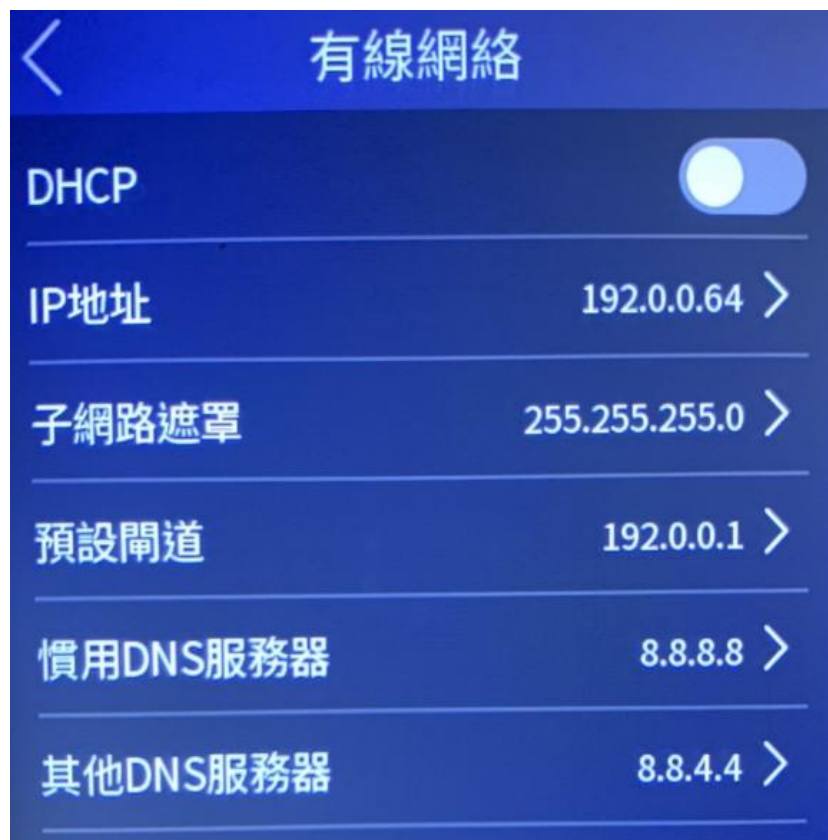 有線網絡
DHCP
IP地址 192.0.0.64
子網路遮罩 255.255.255.0
預設閘道 192.0.0.1
慣用DNS服務器 8.8.8.8
其他DNS服務器 8.8.4.4